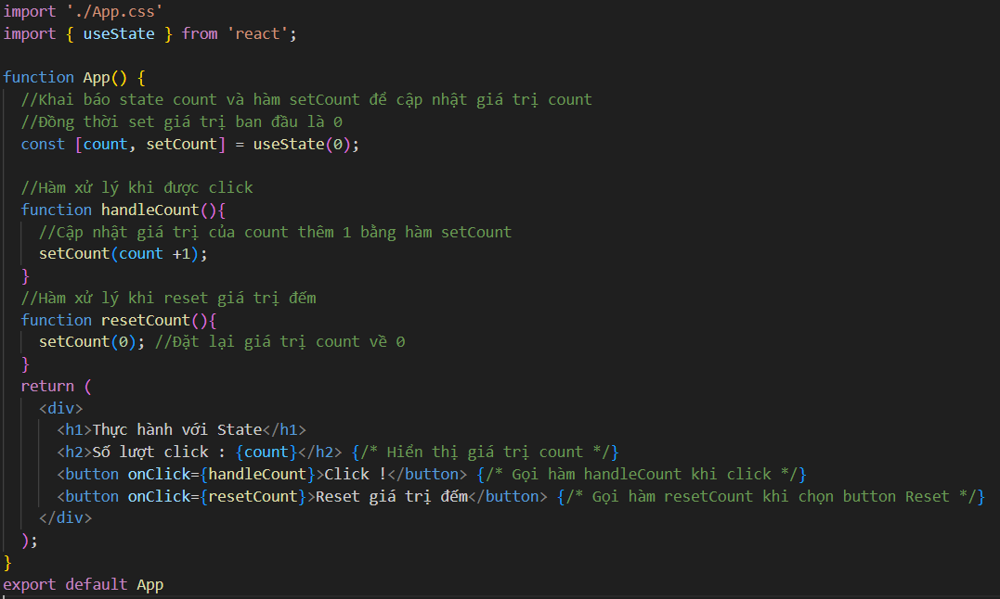 import './App.css'
import { useState } from 'react';
function App() {
//Khai báo state count và hàm setCount để cập nhật giá trị count
//Đồng thời set giá trị ban đầu là 0
const [count, setCount] = useState(0);
//Hàm xử lý khi được click
function handleCount(){
//Cập nhật giá trị của count thêm 1 bằng hàm setCount
setCount(count +1);
}
//Hàm xử lý khi reset giá trị đếm
function resetCount(){
setCount(0); //Đặt lại giá trị count về 0
}
return (
<div>
<h1>Thực hành với State</h1>
<h2>Số lượt click : {count}</h2> {/* Hiển thị giá trị count */}
<button onClick={handleCount}>Click !</button> {/* Gọi hàm handleCount khi click */}
<button onClick={resetCount}>Reset giá trị đếm</button> {/* Gọi hàm resetCount khi chọn button Reset */}
</div>
);
}
export default App